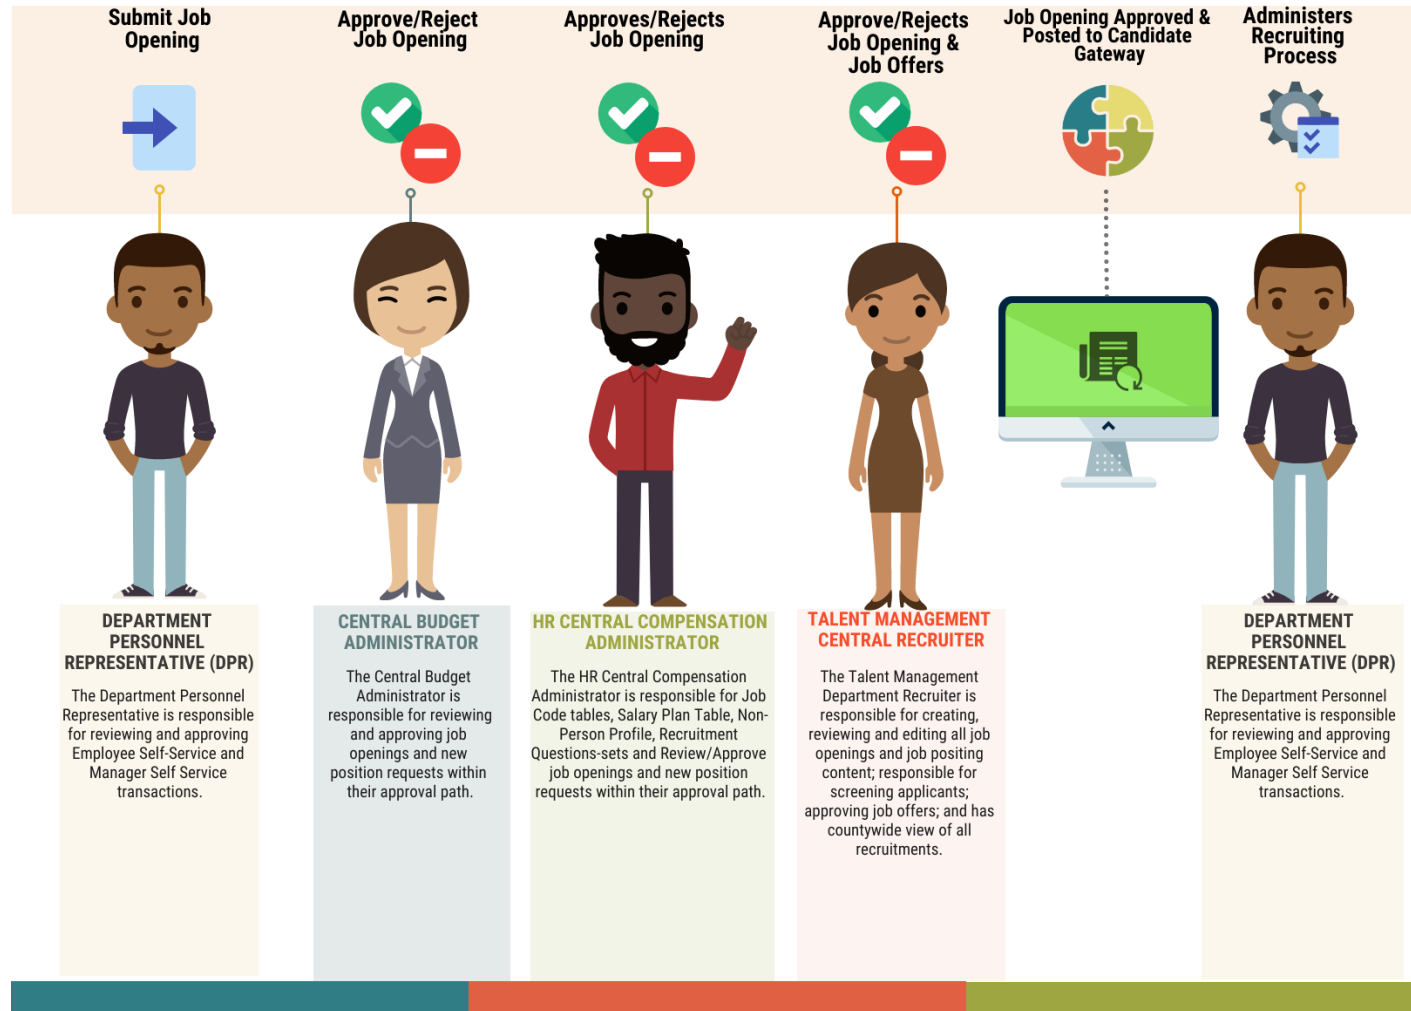 Submit Job
Opening
Approve/Reject
Job Opening
Approves/Rejects
Job Opening
Approve/Rejects
Job Opening &
Job Offers
Job Opening Approved &
Posted to Candidate
Gateway
Administers
Recruiting
Process
DEPARTMENT
PERSONNEL
REPRESENTATIVE (DPR)
The Department Personnel
Representative is responsible
for reviewing and approving
Employee Self-Service and
Manager Self Service
transactions.
CENTRAL BUDGET
ADMINISTRATOR
The Central Budget
Administrator is
responsible for reviewing
and approving job
openings and new
position requests within
their approval path.
HR CENTRAL COMPENSATION
ADMINISTRATOR
The HR Central Compensation
Administrator is responsible for Job
Code tables, Salary Plan Table, Non-
Person Profile, Recruitment
Questions-sets and Review/Approve
job openings and new position
requests within their approval path.
TALENT MANAGEMENT
CENTRAL RECRUITER
The Talent Management
Department Recruiter is
responsible for creating,
reviewing and editing all job
openings and job positing
content; responsible for
screening applicants;
approving job offers; and has
countywide view of all
recruitments.
DEPARTMENT
PERSONNEL
REPRESENTATIVE (DPR)
The Department Personnel
Representative is responsible
for reviewing and approving
Employee Self-Service and
Manager Self Service
transactions.